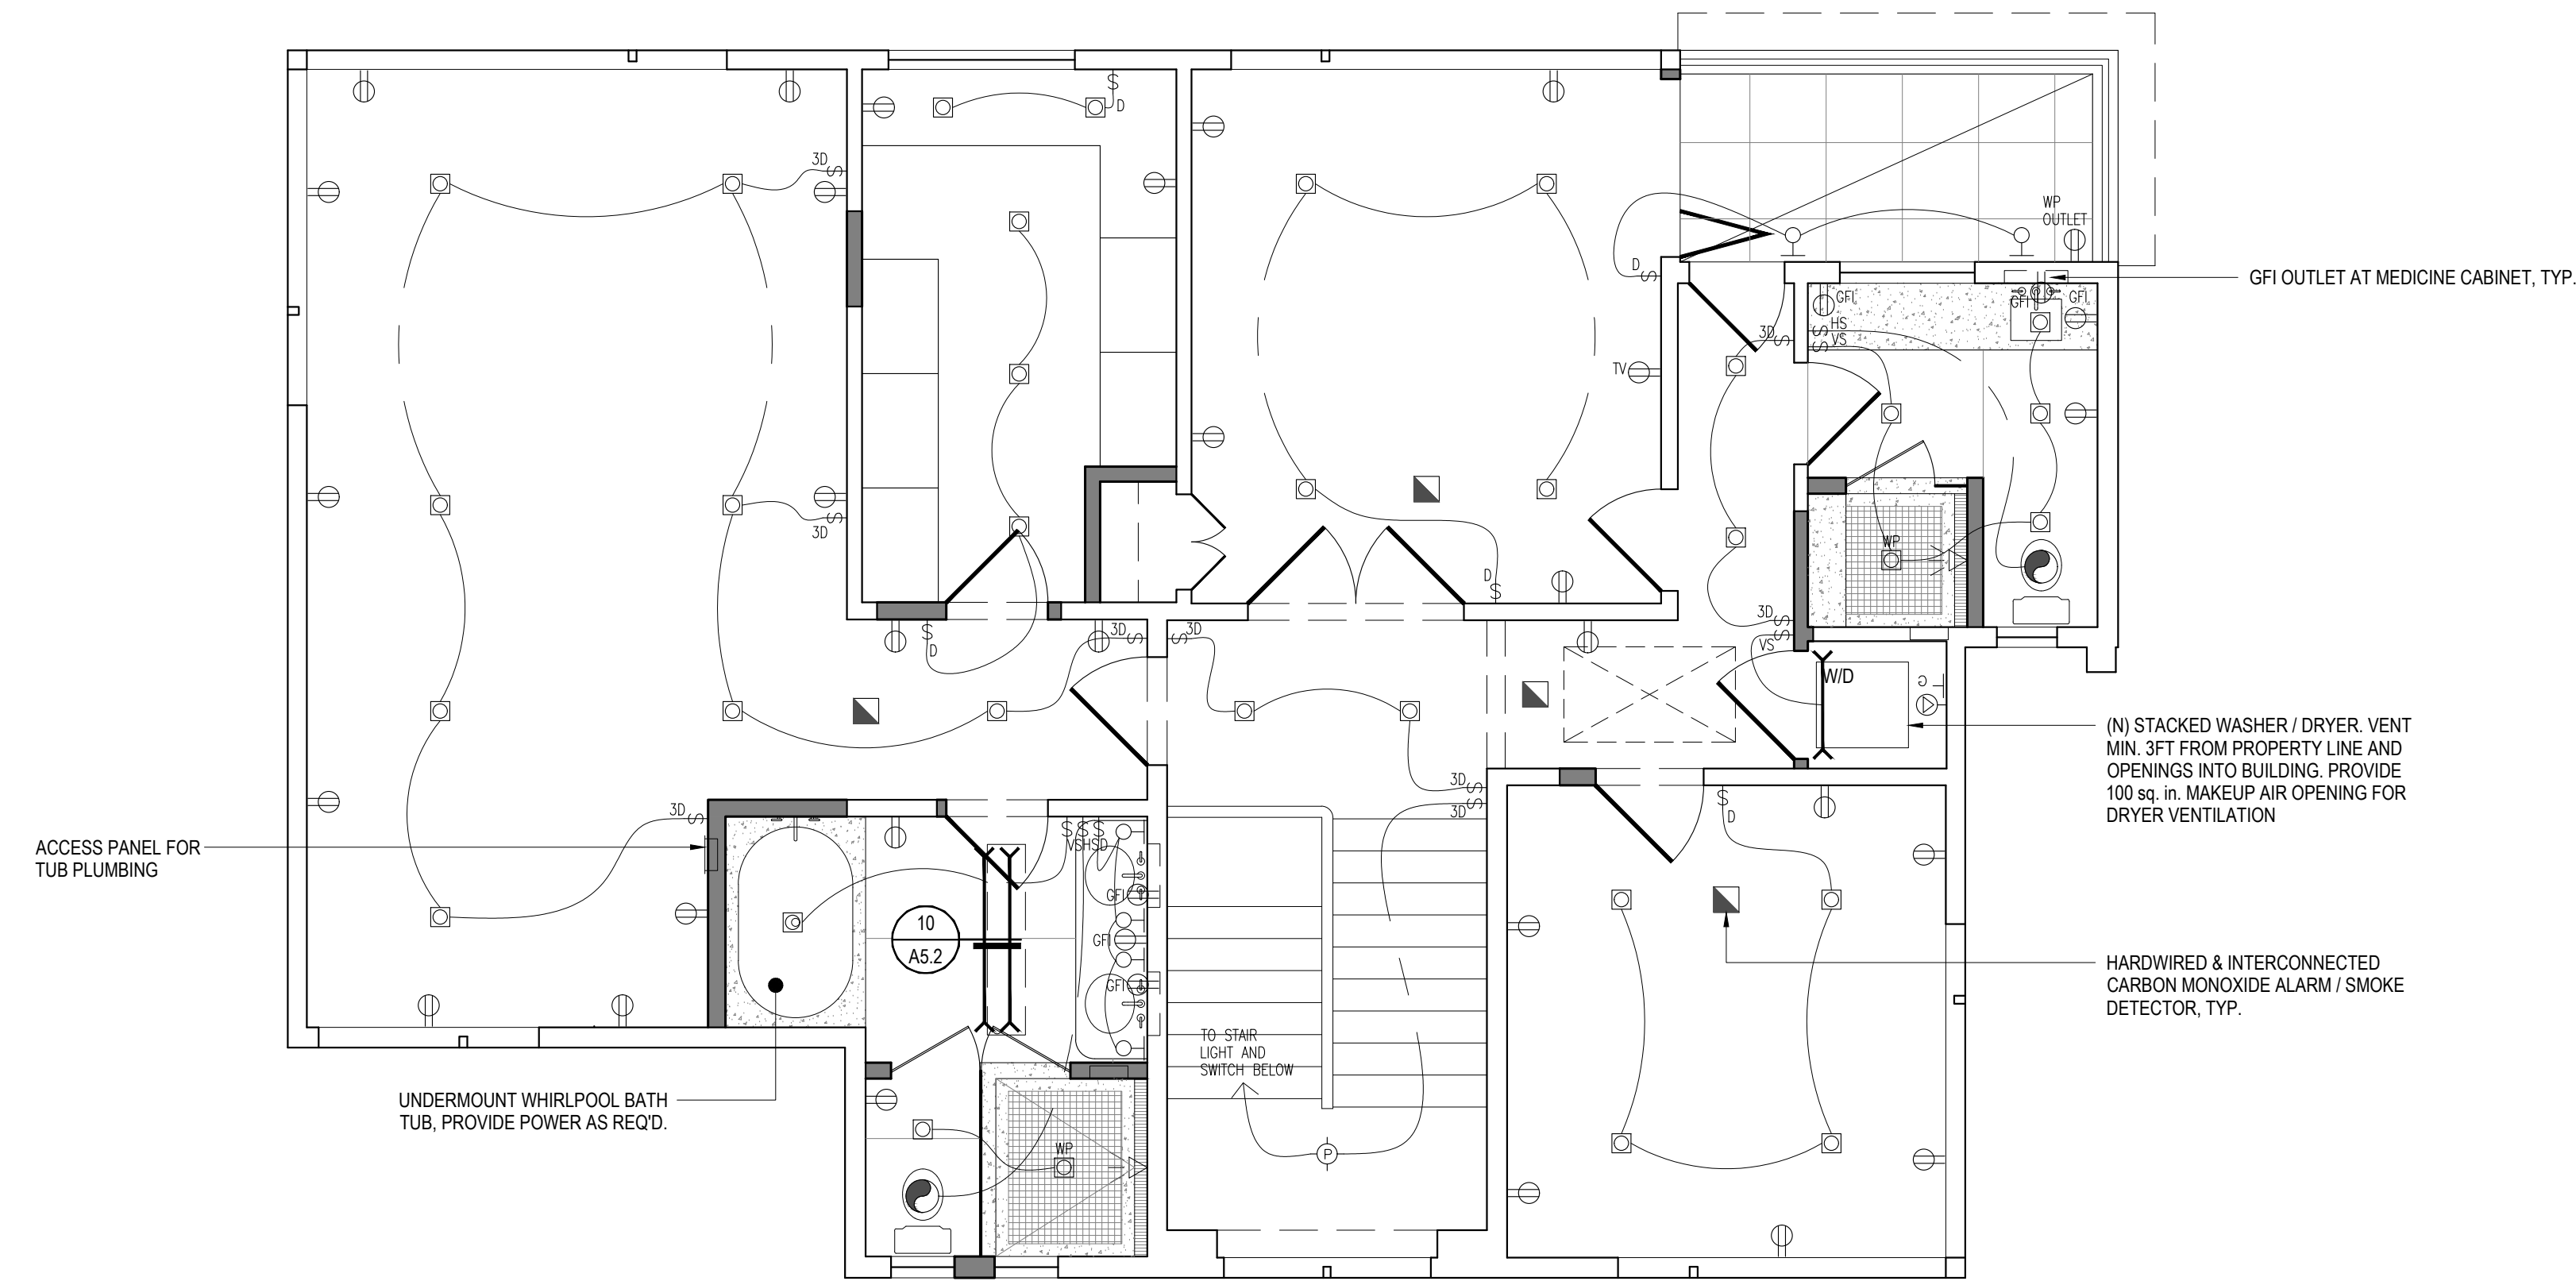 S
D
3D
S
WP
OUTLET
D
S
GFI OUTLET AT MEDICINE CABINET, TYP.
GFI
GFI
GFI
HS
S
VS
S
3D
S
TV
S
3D
WP
D
S
3D
S
VS
S
S
D
3D
S
S
3D
W/D
G
(N) STACKED WASHER / DRYER. VENT
MIN. 3FT FROM PROPERTY LINE AND
OPENINGS INTO BUILDING. PROVIDE
100 sq. in. MAKEUP AIR OPENING FOR
DRYER VENTILATION
3D
S
S
3D
S
D
3D
S
ACCESS PANEL FOR
TUB PLUMBING
S S S
VSHSD
GFI
10
A5.2
GFI
GFI
HARDWIRED & INTERCONNECTED
CARBON MONOXIDE ALARM / SMOKE
DETECTOR, TYP.
TO STAIR
LIGHT AND
SWITCH BELOW
UNDERMOUNT WHIRLPOOL BATH
TUB, PROVIDE POWER AS REQ'D.
WP
P